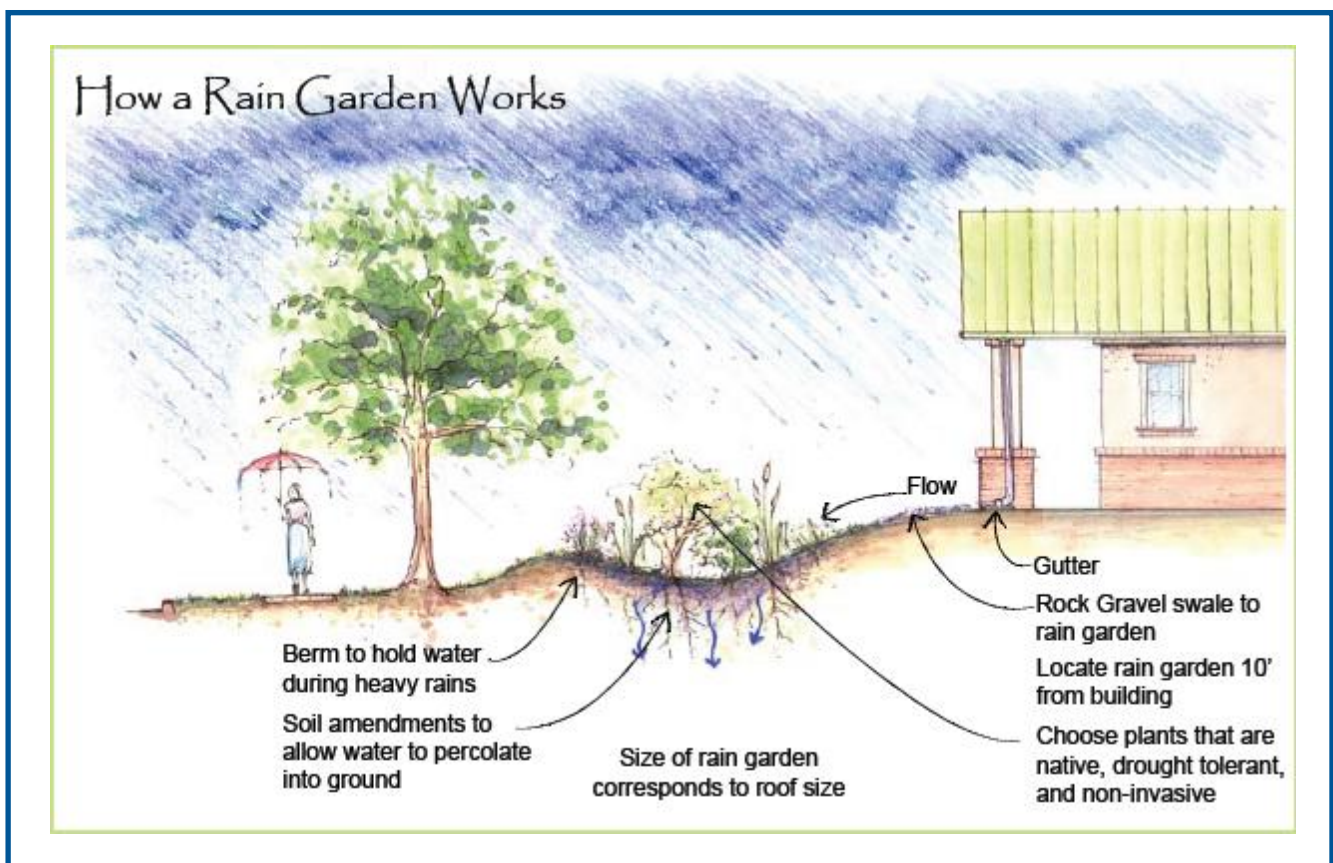 How a Rain Garden Works
Flow
Gutter
Rock Gravel swale to
rain garden
Locate rain garden 10’
from building
Choose plants that are
native, drought tolerant,
and non-invasive
Berm to hold water
during heavy rains
Soil amendments to
allow water to percolate
into ground
Size of rain garden
corresponds to roof size